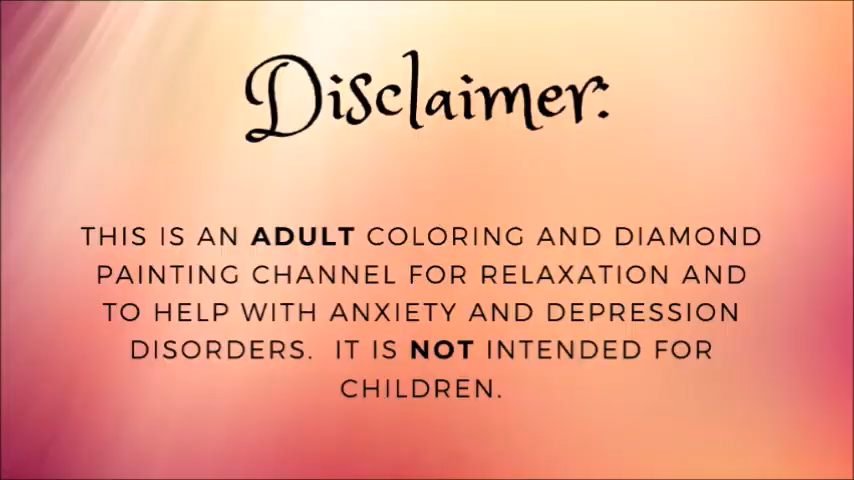 Disclaimer:
THIS IS AN ADULT COLORING AND DIAMOND
PAINTING CHANNEL FOR RELAXATION AND
TO HELP WITH ANXIETY AND DEPRESSION
DISORDERS.  IT IS NOT INTENDED FOR
CHILDREN.